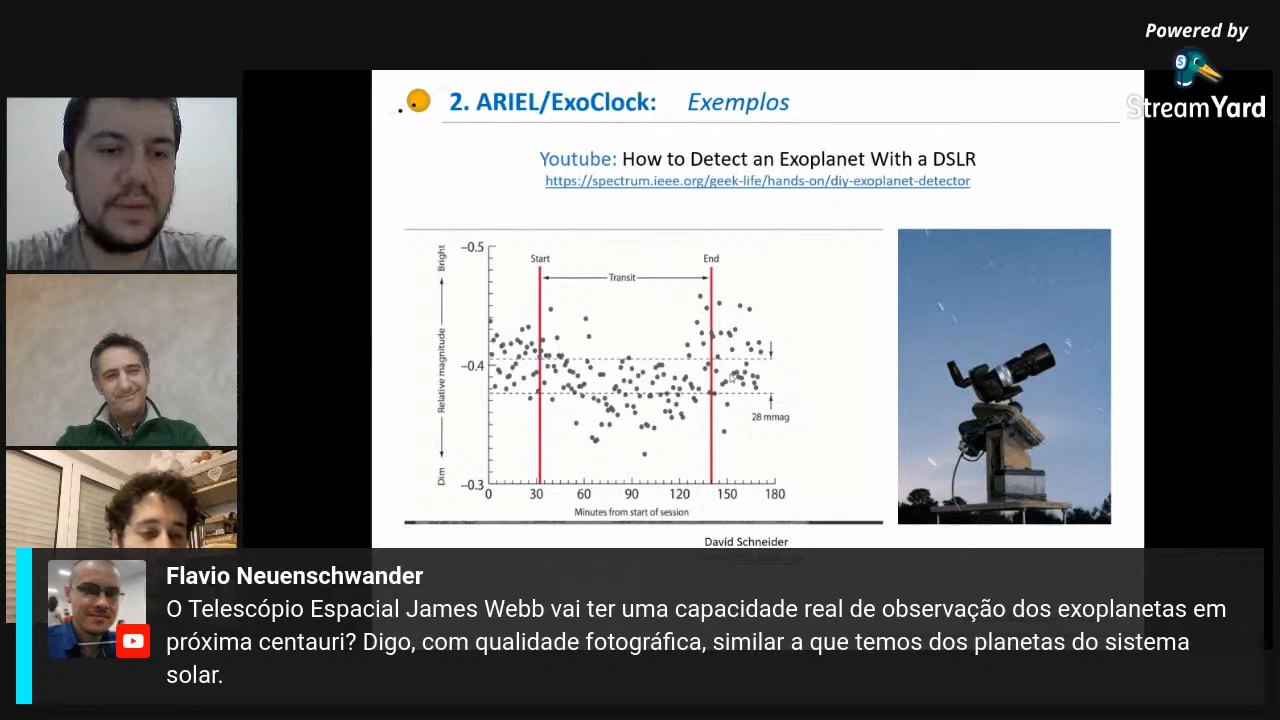 Powered by
StreamYard
2. ARIEL/ExoClock: Exemplos
Youtube: How to Detect an Exoplanet With a DSLR
https://spectrum.ieee.org/geek-life/hands-on/diy-exoplanet-detector
Bright
Relative magnitude
Dim
−0.5
−0.4
−0.3
Start
End
Transit
28 mmag
0 30 60 90 120 150 180
Minutes from start of session
David Schneider
Flavio Neuenschwander
O Telescópio Espacial James Webb vai ter uma capacidade real de observação dos exoplanetas em
próxima centauri? Digo, com qualidade fotográfica, similar a que temos dos planetas do sistema
solar.